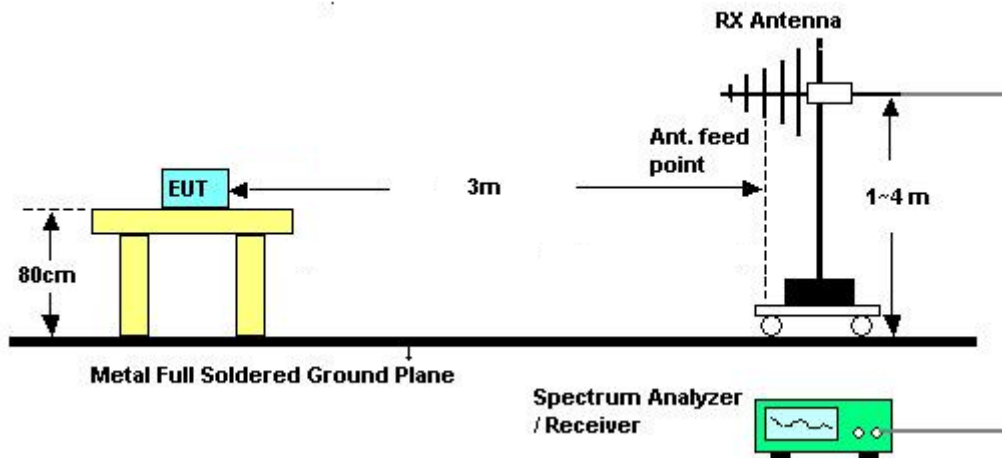 RX Antenna
Ant. feed
point
EUT
3m
1~4 m
80cm
Metal Full Soldered Ground Plane
Spectrum Analyzer
/ Receiver